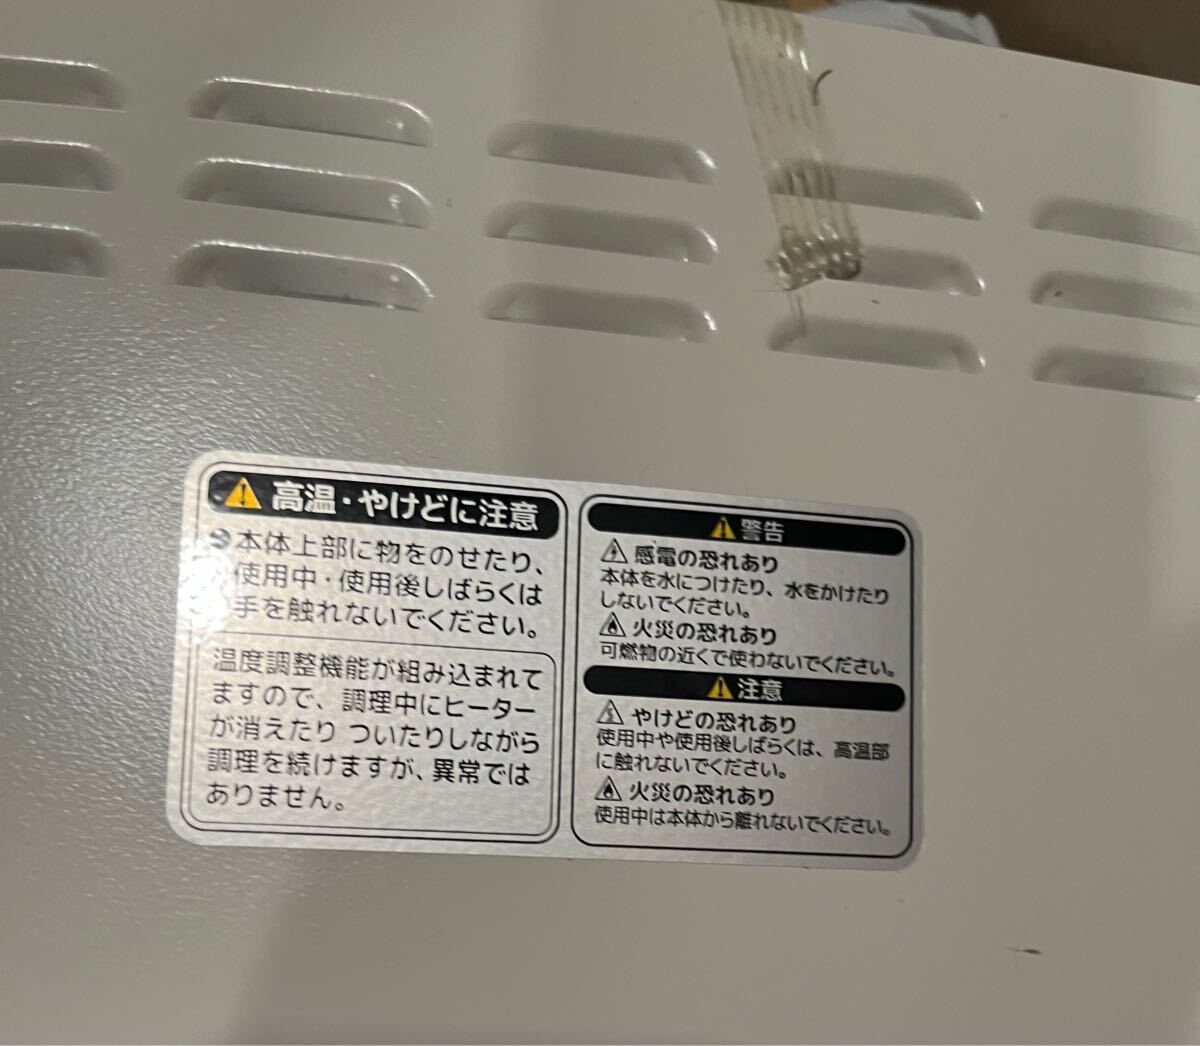 高温・やけどに注意
本体上部に物をのせたり、
使用中・使用後しばらくは
手を触れないでください。
温度調整機能が組み込まれて
ますので、調理中にヒーター
が消えたり ついたりしながら
調理を続けますが、異常では
ありません。
警告
感電の恐れあり
本体を水につけたり、水をかけたり
しないでください。
火災の恐れあり
可燃物の近くで使わないでください。
注意
やけどの恐れあり
使用中や使用後しばらくは、高温部
に触れないでください。
火災の恐れあり
使用中は本体から離れないでください。